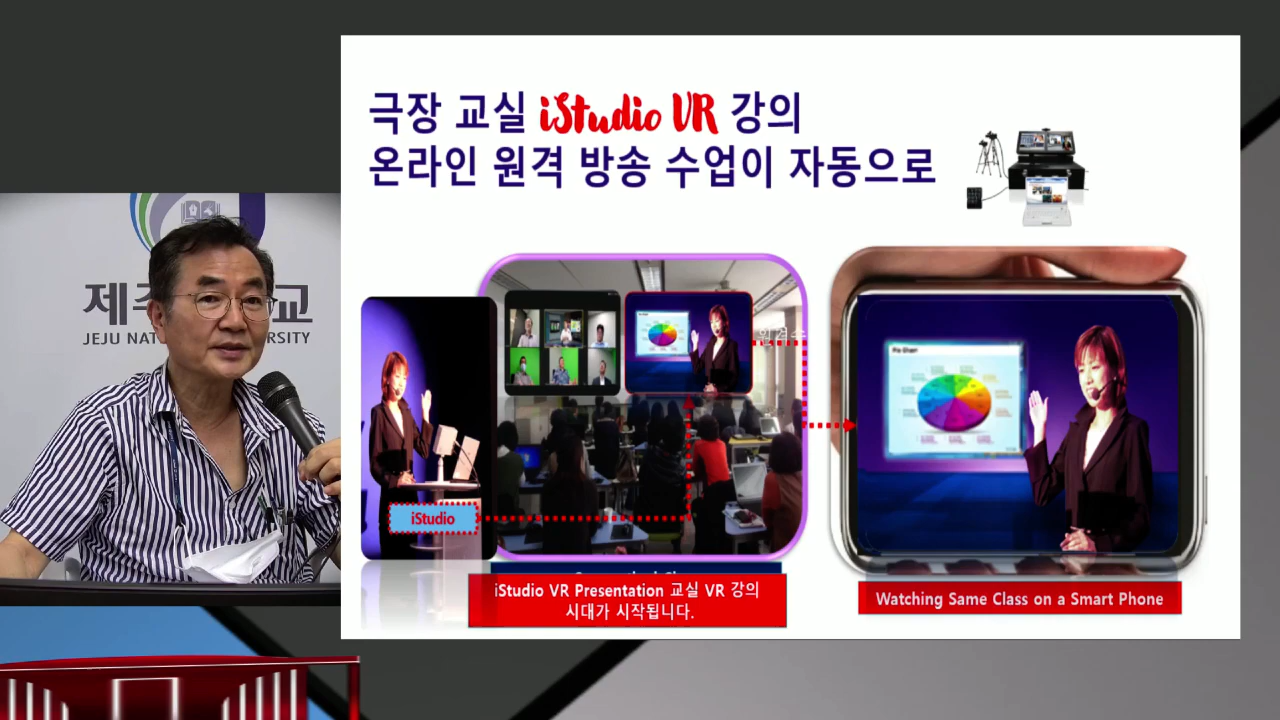 극장 교실 iStudio VR 강의
온라인 원격 방송 수업이 자동으로
JEJU NAT
RSITY
iStudio
iStudio VR Presentation 교실 VR 강의
시대가 시작됩니다.
Watching Same Class on a Smart Phone